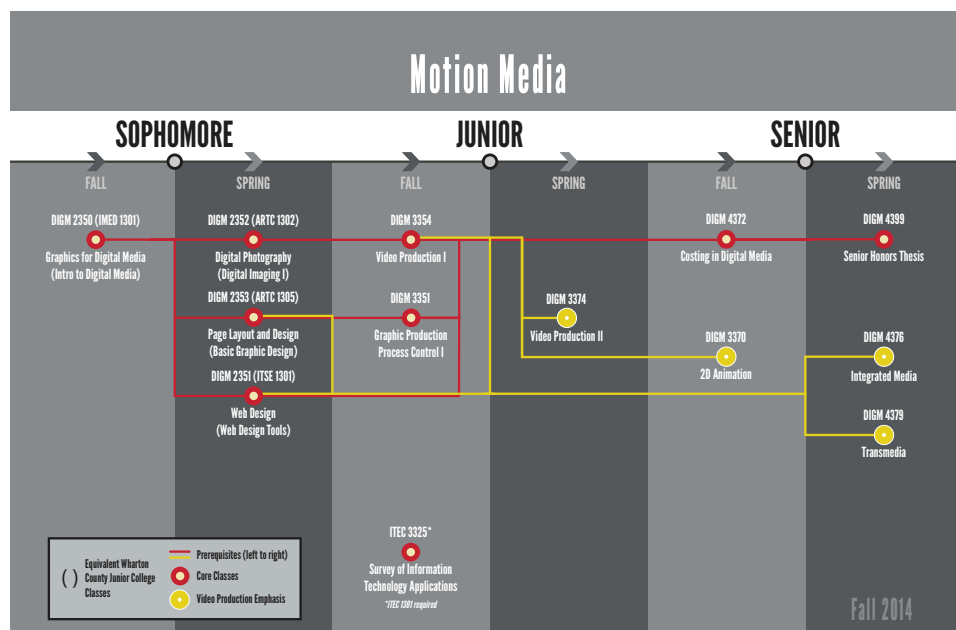 Motion Media
SOPHOMORE
JUNIOR
SENIOR
FALL
SPRING
FALL
SPRING
FALL
SPRING
DIGM 2350 (IMED 1301)
Graphics for Digital Media
(Intro to Digital Media)
DIGM 2352 (ARTC 1302)
Digital Photography
(Digital Imaging I)
DIGM 3354
Video Production I
DIGM 4372
Costing in Digital Media
DIGM 4399
Senior Honors Thesis
DIGM 2353 (ARTC 1305)
Page Layout and Design
(Basic Graphic Design)
DIGM 3351
Graphic Production
Process Control I
DIGM 3374
Video Production II
DIGM 3370
2D Animation
DIGM 4376
Integrated Media
DIGM 2351 (ITSE 1301)
Web Design
(Web Design Tools)
DIGM 4379
Transmedia
ITEC 3325*
Survey of Information
Technology Applications
*ITEC 1301 required
( )
Equivalent Wharton
County Junior College
Classes
Prerequisites (left to right)
Core Classes
Video Production Emphasis
Fall 2014